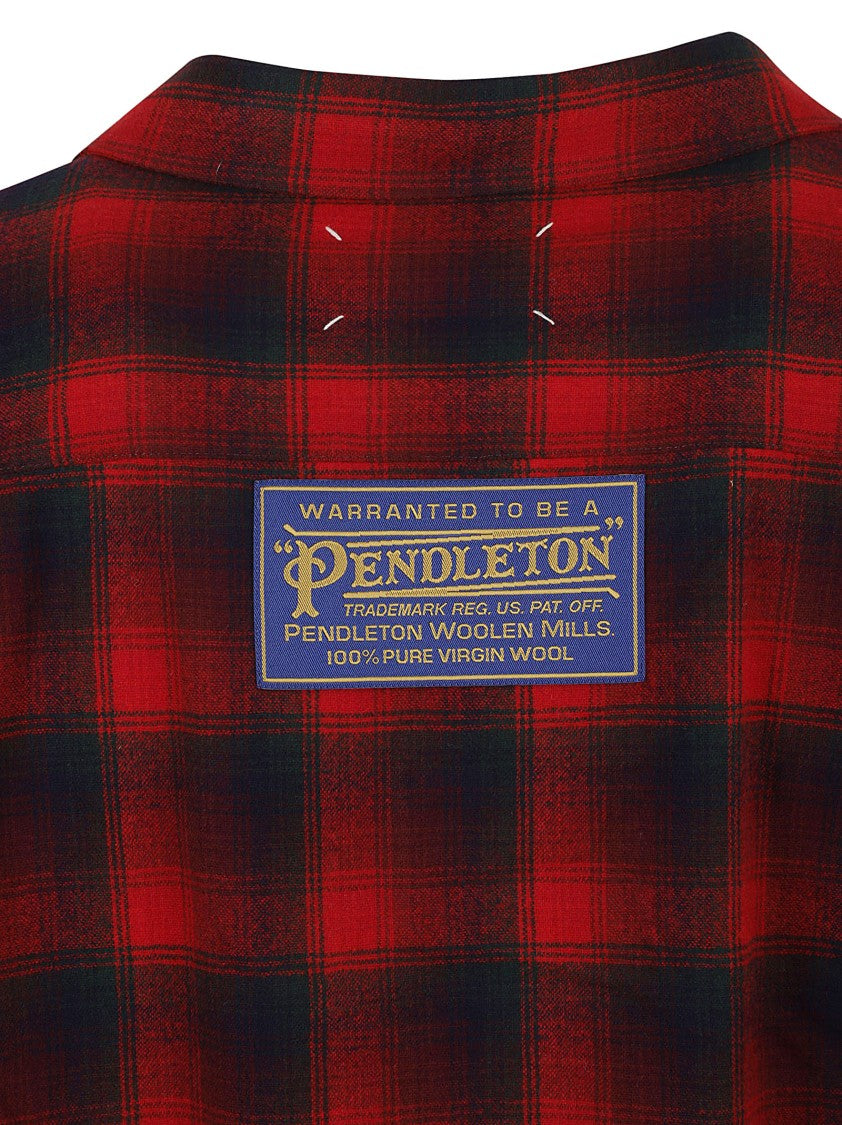 WARRANTED TO BE A
"PENDLETON"
TRADEMARK REG. US. PAT. OFF.
PENDLETON WOOLEN MILLS.
100% PURE VIRGIN WOOL